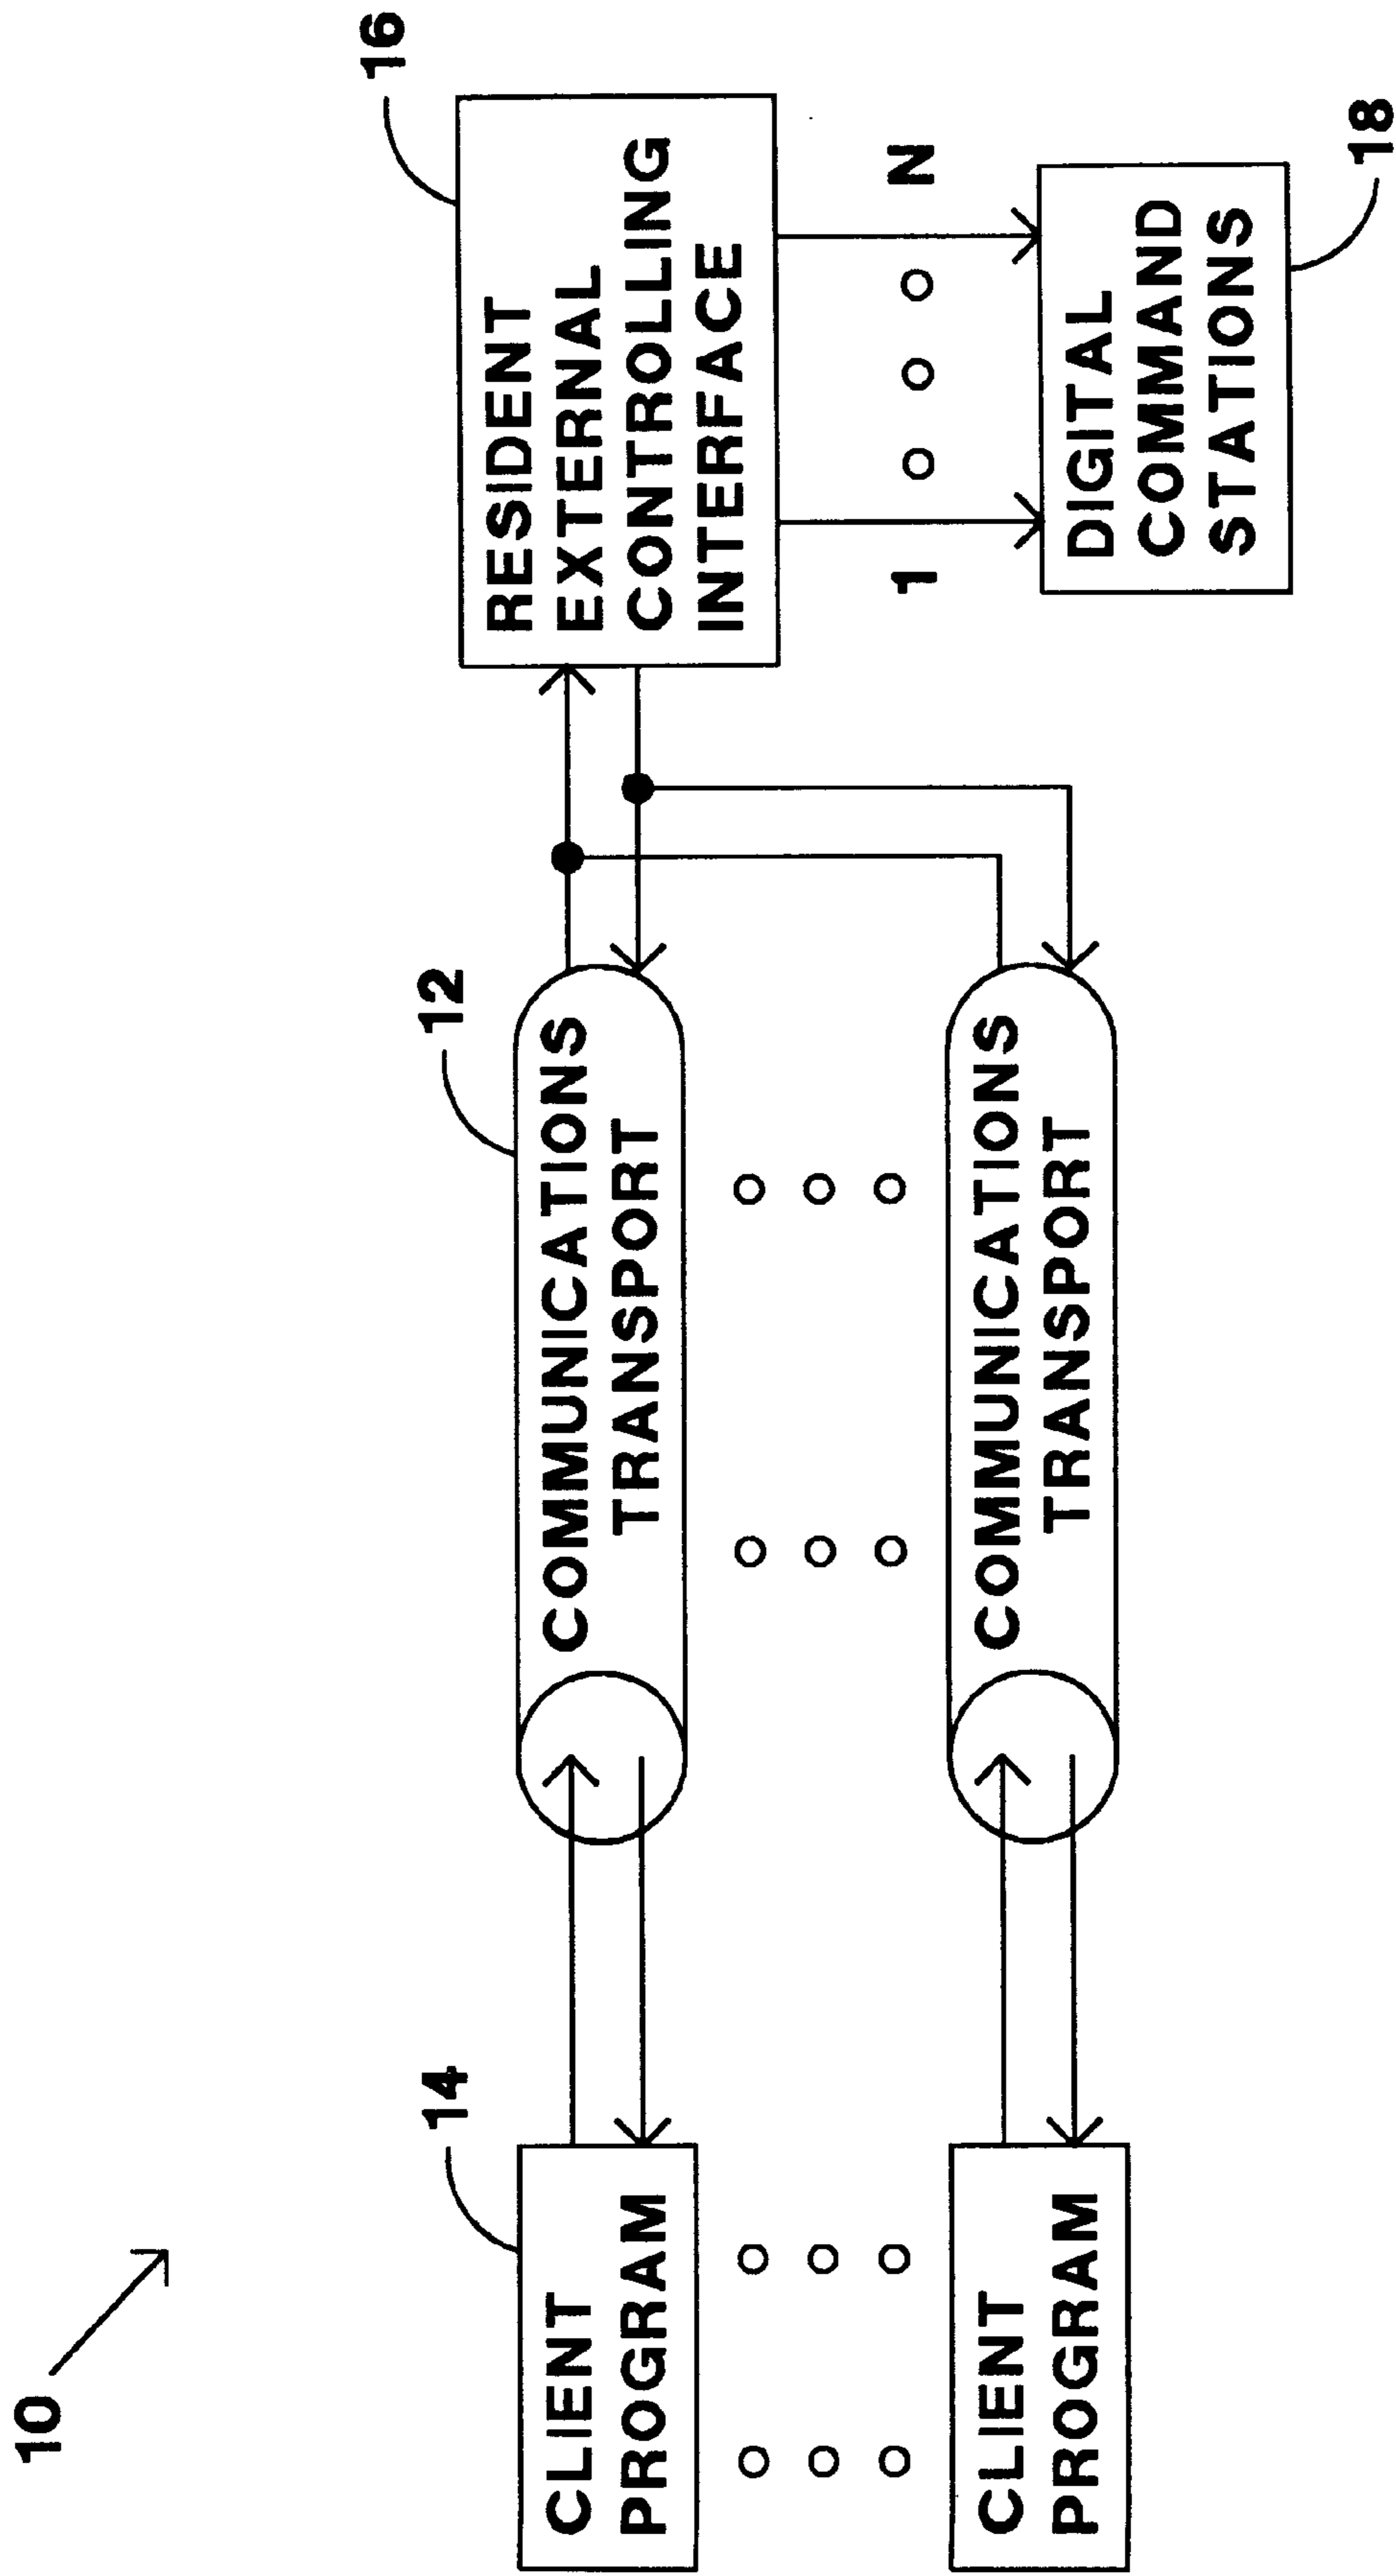 10
14
CLIENT
PROGRAM
CLIENT
PROGRAM
12
COMMUNICATIONS
TRANSPORT
COMMUNICATIONS
TRANSPORT
16
RESIDENT
EXTERNAL
CONTROLLING
INTERFACE
1
N
DIGITAL
COMMAND
STATIONS
18